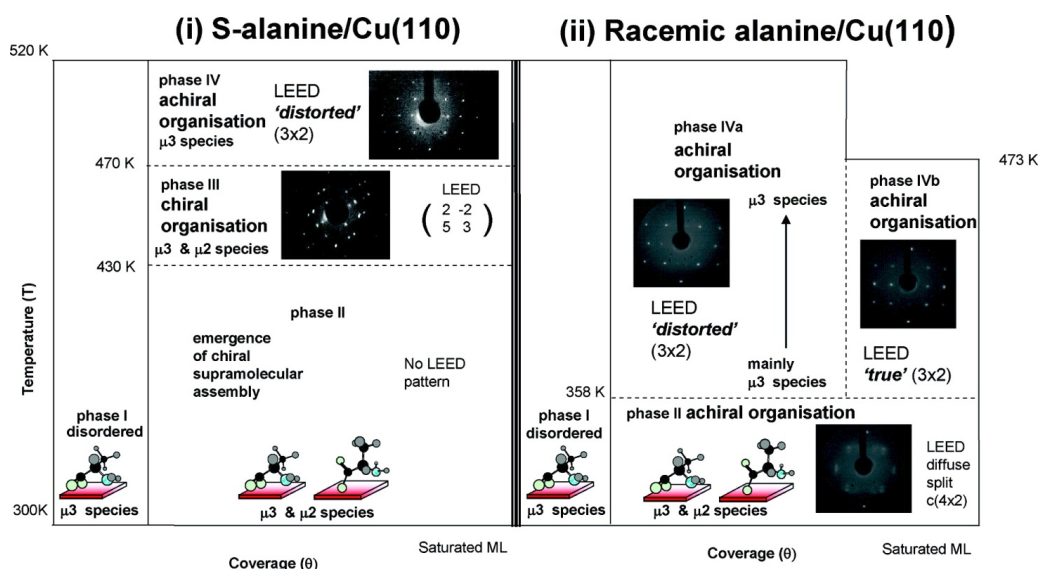 (i) S-alanine/Cu(110)
(ii) Racemic alanine/Cu(110)
520 K
phase IV
achiral
organisation
μ3 species
LEED
'distorted'
(3x2)
470 K
phase III
chiral
organisation
μ3 & μ2 species
LEED
( 2 -2
5 3 )
430 K
phase II
emergence
of chiral
supramolecular
assembly
No LEED
pattern
phase I
disordered
μ3 species
μ3 & μ2 species
300K
Temperature (T)
Coverage (θ)
Saturated ML
phase IVa
achiral
organisation
μ3 species
LEED
'distorted'
(3x2)
mainly
μ3 species
473 K
phase IVb
achiral
organisation
LEED
'true' (3x2)
358 K
phase I
disordered
μ3 species
phase II achiral organisation
μ3 & μ2 species
LEED
diffuse
split
c(4x2)
Coverage (θ)
Saturated ML